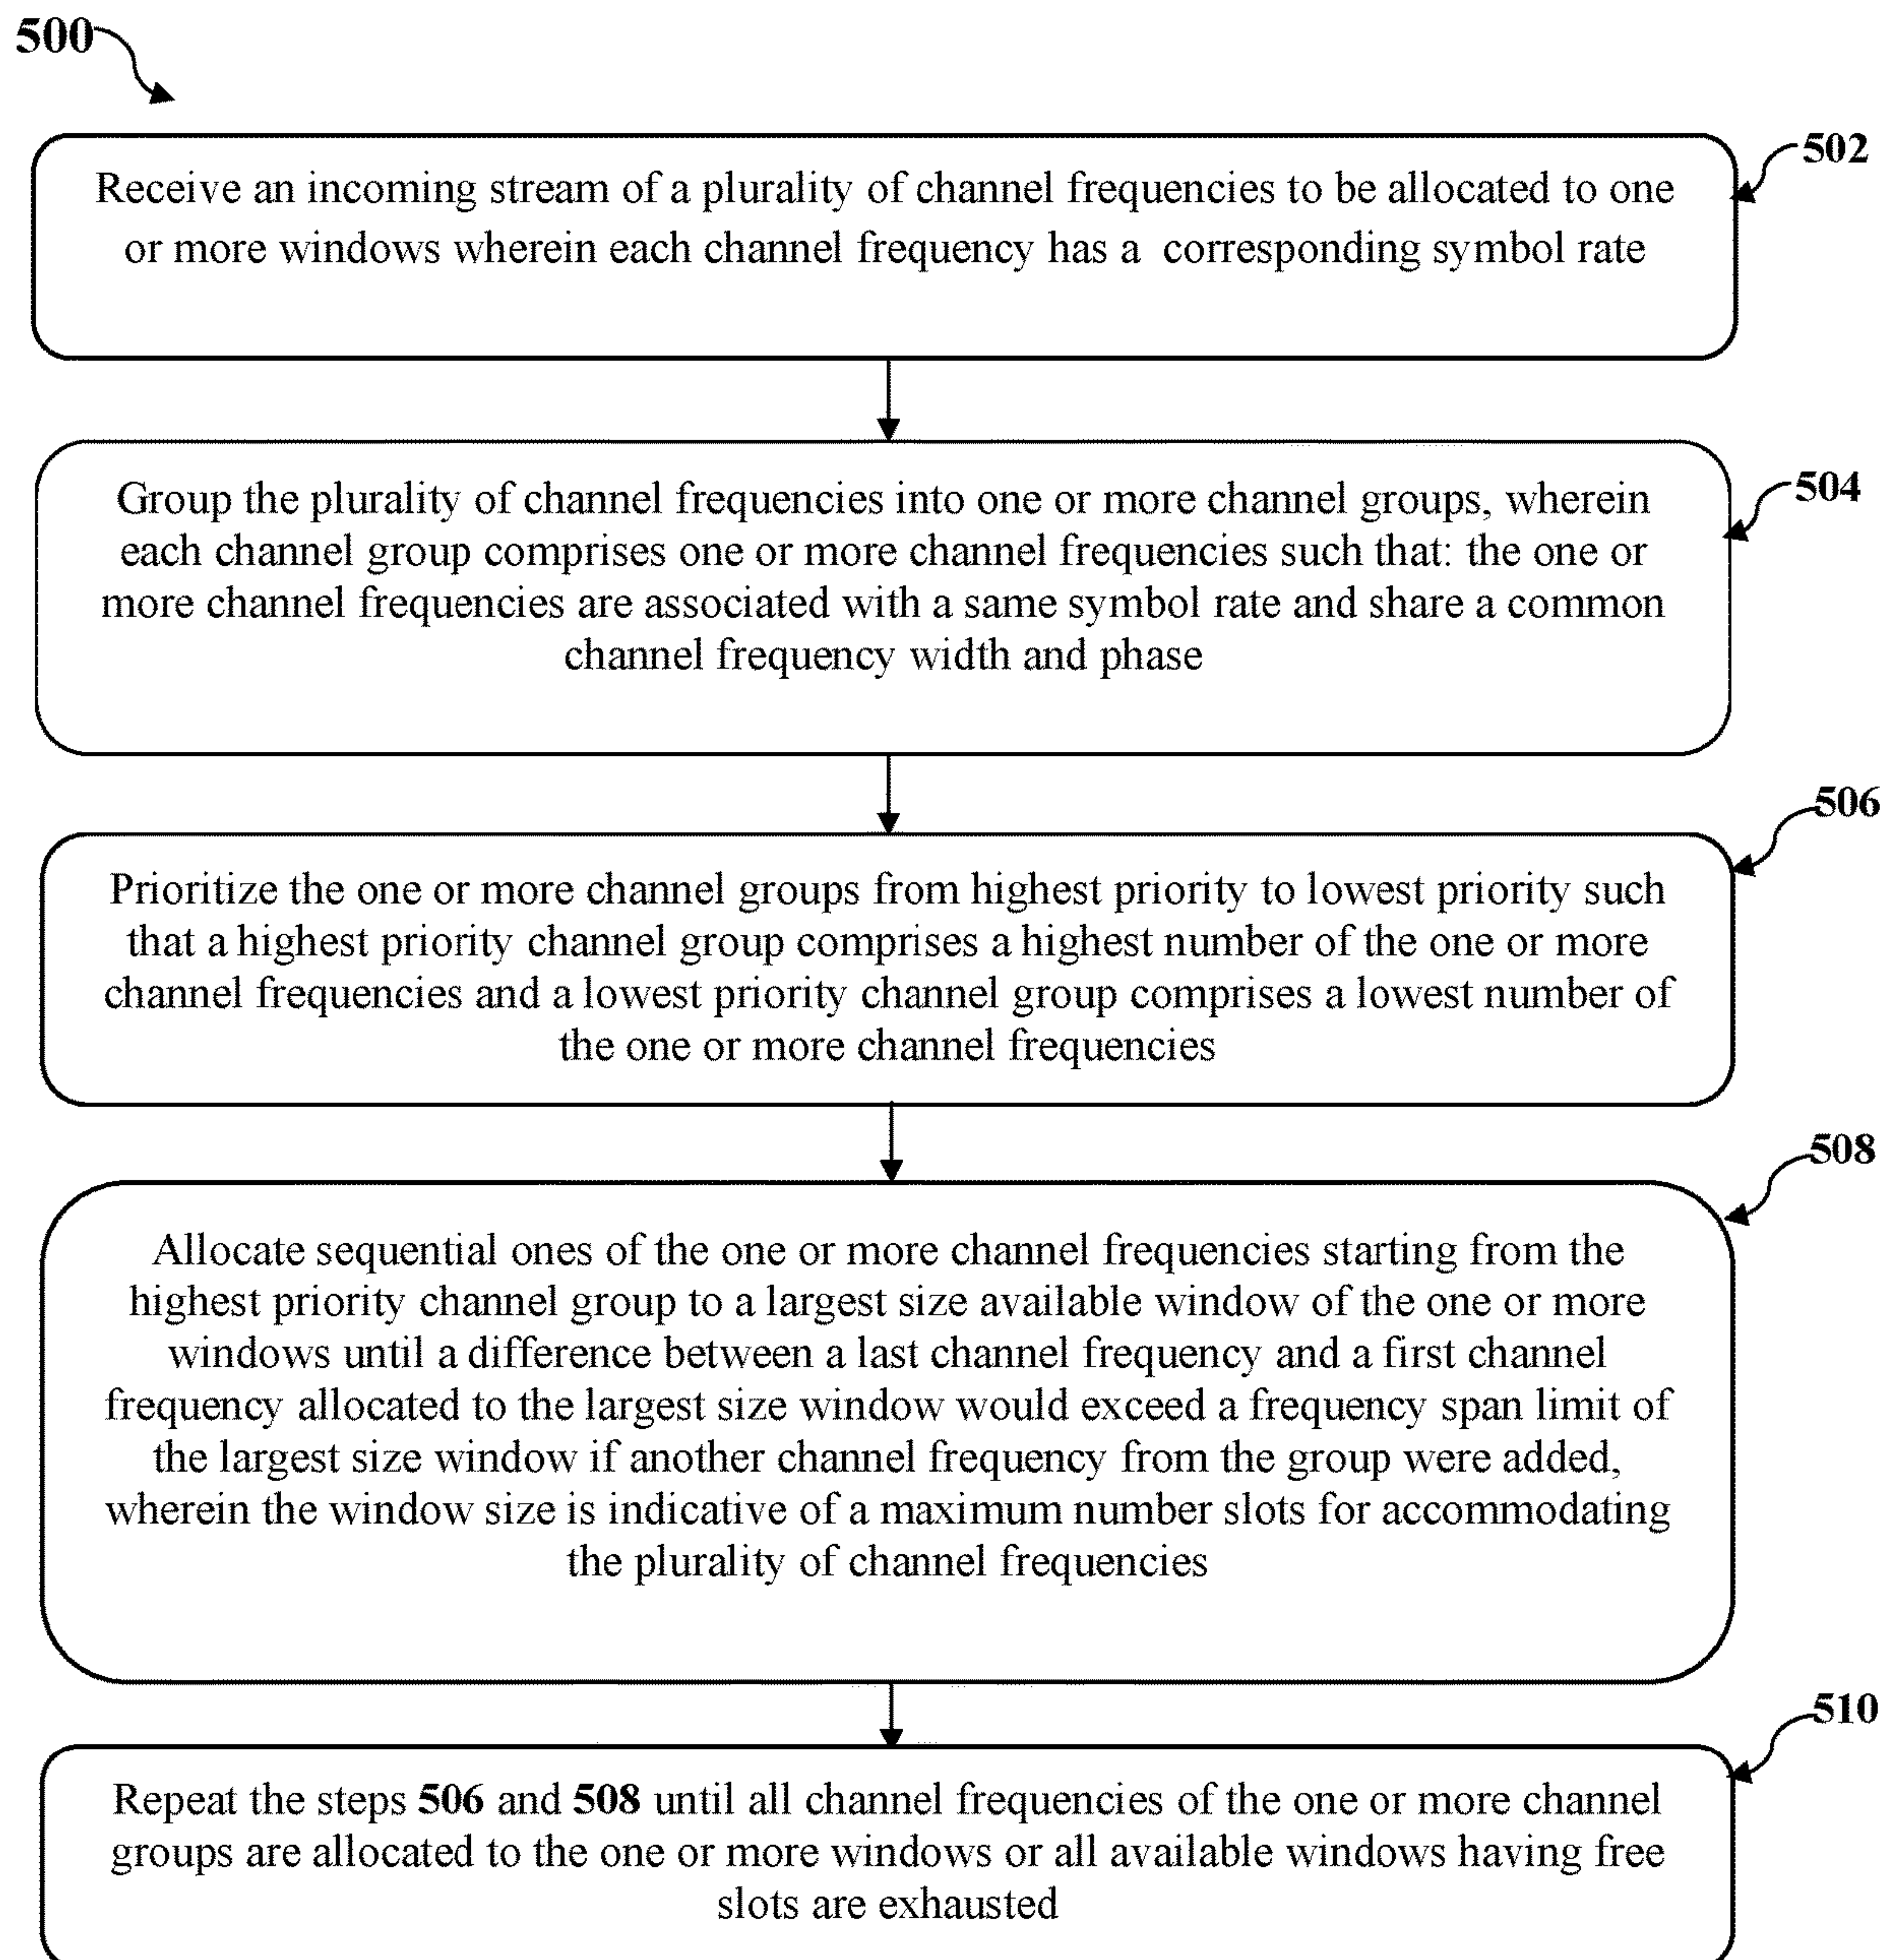 500
502
Receive an incoming stream of a plurality of channel frequencies to be allocated to one
or more windows wherein each channel frequency has a corresponding symbol rate
504
Group the plurality of channel frequencies into one or more channel groups, wherein
each channel group comprises one or more channel frequencies such that: the one or
more channel frequencies are associated with a same symbol rate and share a common
channel frequency width and phase
506
Prioritize the one or more channel groups from highest priority to lowest priority such
that a highest priority channel group comprises a highest number of the one or more
channel frequencies and a lowest priority channel group comprises a lowest number of
the one or more channel frequencies
508
Allocate sequential ones of the one or more channel frequencies starting from the
highest priority channel group to a largest size available window of the one or more
windows until a difference between a last channel frequency and a first channel
frequency allocated to the largest size window would exceed a frequency span limit of
the largest size window if another channel frequency from the group were added,
wherein the window size is indicative of a maximum number slots for accommodating
the plurality of channel frequencies
510
Repeat the steps 506 and 508 until all channel frequencies of the one or more channel
groups are allocated to the one or more windows or all available windows having free
slots are exhausted